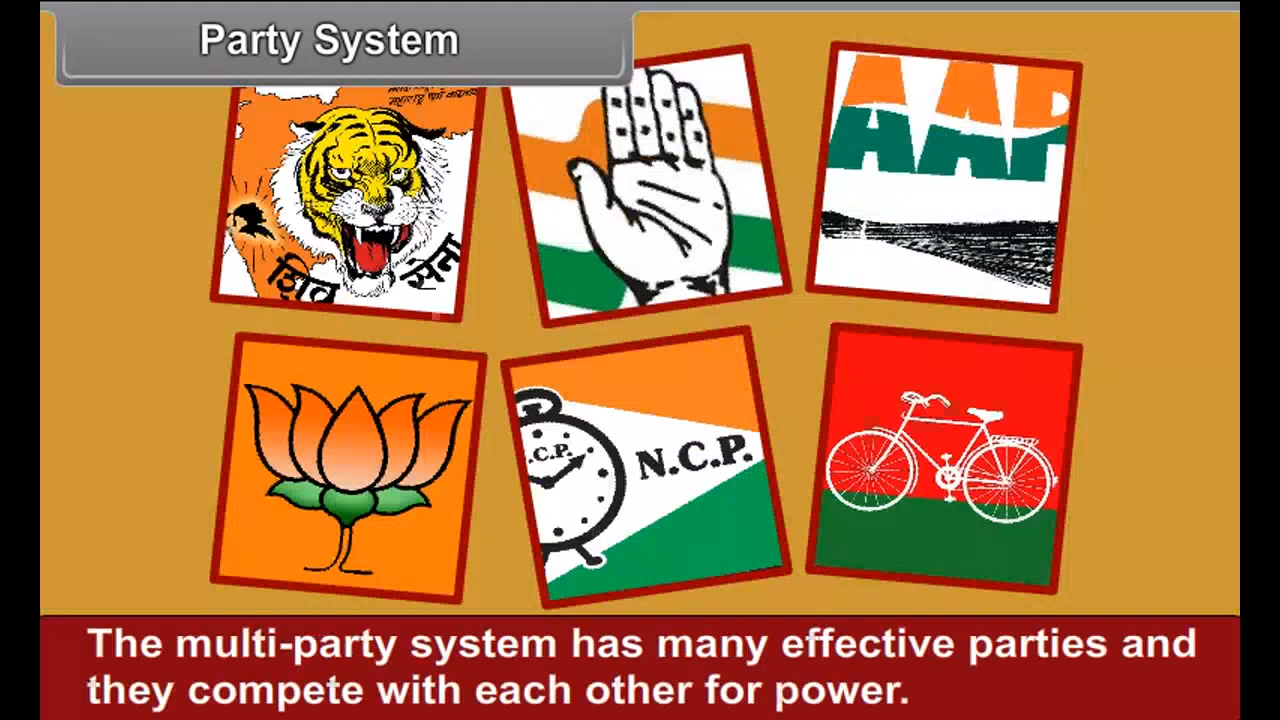 Party System
AAP
शिव सेना
.C.P.
N.C.P.
The multi-party system has many effective parties and
they compete with each other for power.